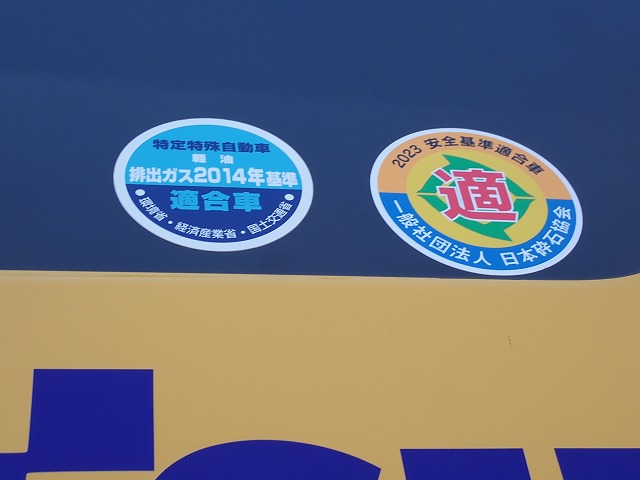 特定特殊自動車
軽油
排出ガス2014年基準
適合車
●環境省・経済産業省・国土交通省●
2023 安全基準適合車
適
一般社団法人 日本砕石協会